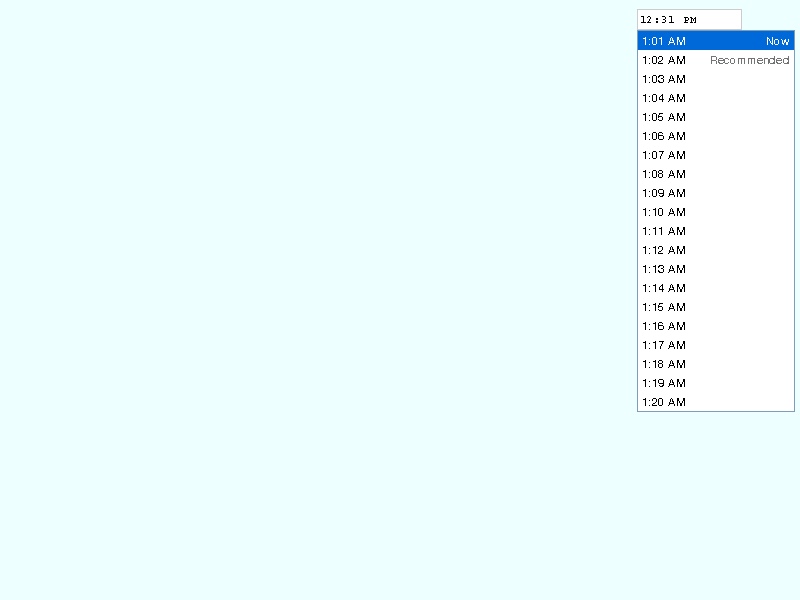 12:31 PM
1:01 AM Now
1:02 AM Recommended
1:03 AM
1:04 AM
1:05 AM
1:06 AM
1:07 AM
1:08 AM
1:09 AM
1:10 AM
1:11 AM
1:12 AM
1:13 AM
1:14 AM
1:15 AM
1:16 AM
1:17 AM
1:18 AM
1:19 AM
1:20 AM